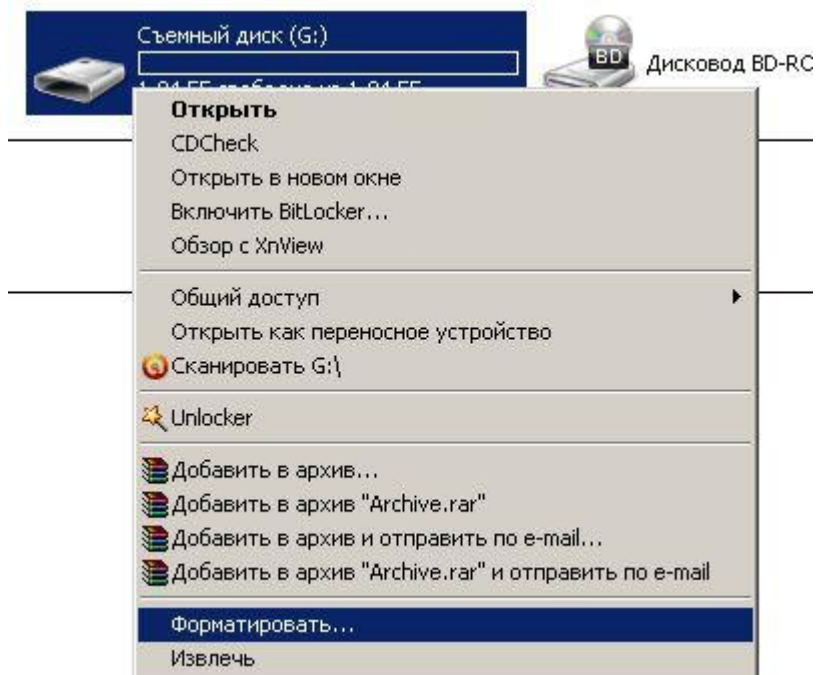 Съемный диск (G:)
BD
Дисковод BD-RO
Открыть
CDCheck
Открыть в новом окне
Включить BitLocker...
Обзор с XnView
Общий доступ
Открыть как переносное устройство
Сканировать G:\
Unlocker
Добавить в архив...
Добавить в архив "Archive.rar"
Добавить в архив и отправить по e-mail...
Добавить в архив "Archive.rar" и отправить по e-mail
Форматировать...
Извлечь